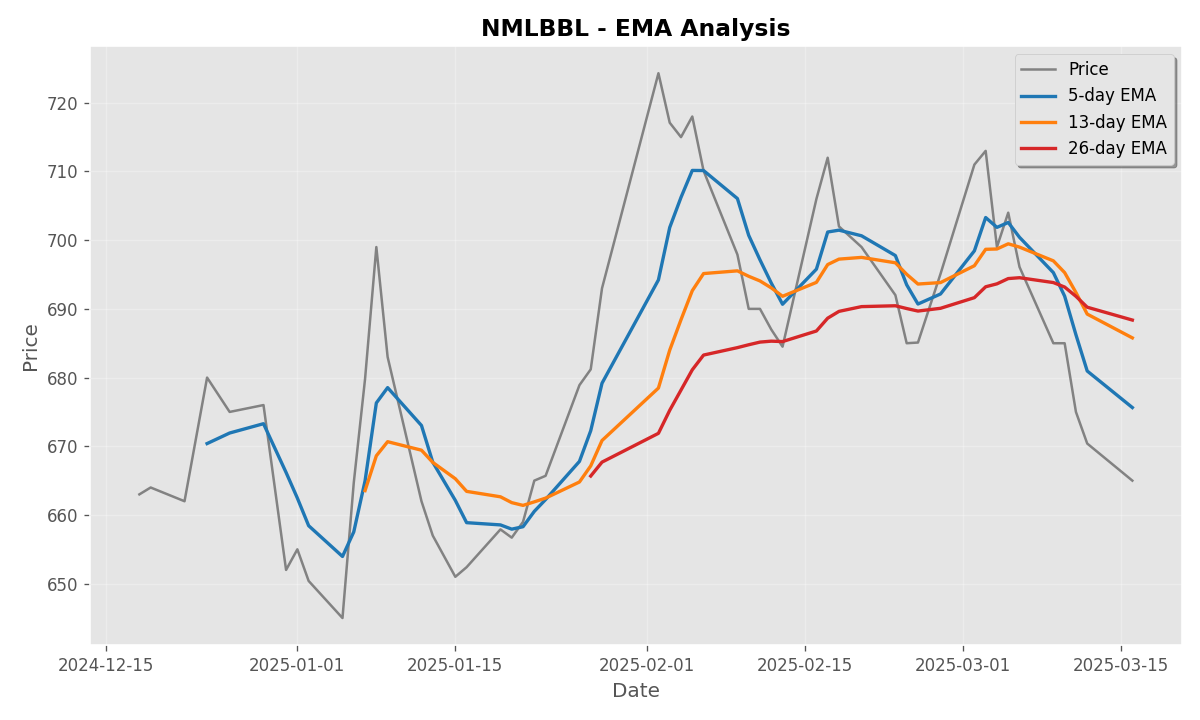 NMLBBL - EMA Analysis
Price
5-day EMA
13-day EMA
26-day EMA
Price
720
710
700
690
680
670
660
650
2024-12-15
2025-01-01
2025-01-15
2025-02-01
2025-02-15
2025-03-01
2025-03-15
Date